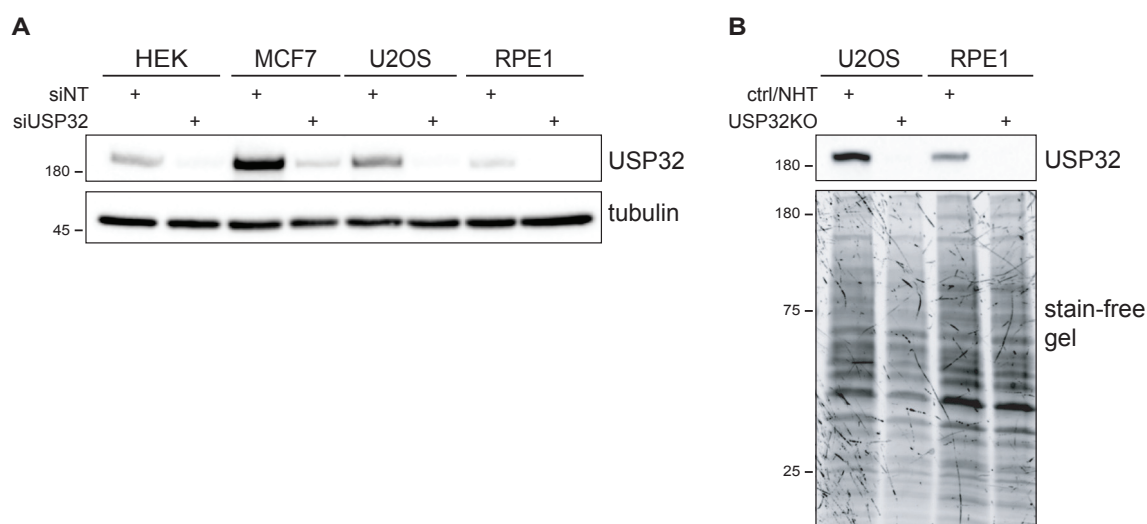 A
HEK MCF7 U2OS RPE1
siNT + + + +
siUSP32 + + + +
180 USP32
45 tubulin
B
U2OS RPE1
ctrl/NHT + +
USP32KO + +
180 USP32
180
75
stain-free
gel
25